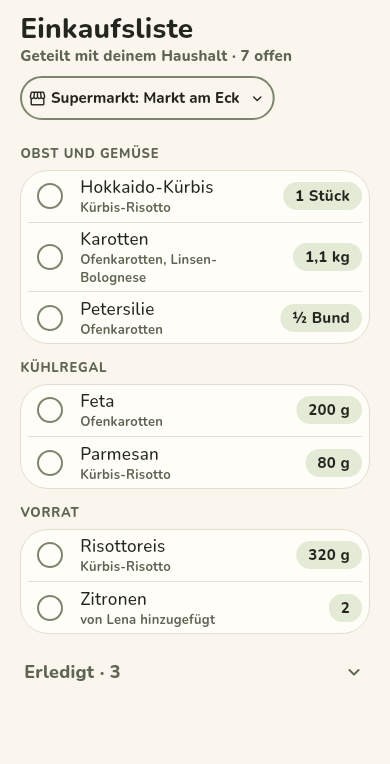 Einkaufsliste
Geteilt mit deinem Haushalt · 7 offen
Supermarkt: Markt am Eck
OBST UND GEMÜSE
Hokkaido-Kürbis
Kürbis-Risotto
1 Stück
Karotten
Ofenkarotten, Linsen-
Bolognese
1,1 kg
Petersilie
Ofenkarotten
½ Bund
KÜHLREGAL
Feta
Ofenkarotten
200 g
Parmesan
Kürbis-Risotto
80 g
VORRAT
Risottoreis
Kürbis-Risotto
320 g
Zitronen
von Lena hinzugefügt
2
Erledigt · 3